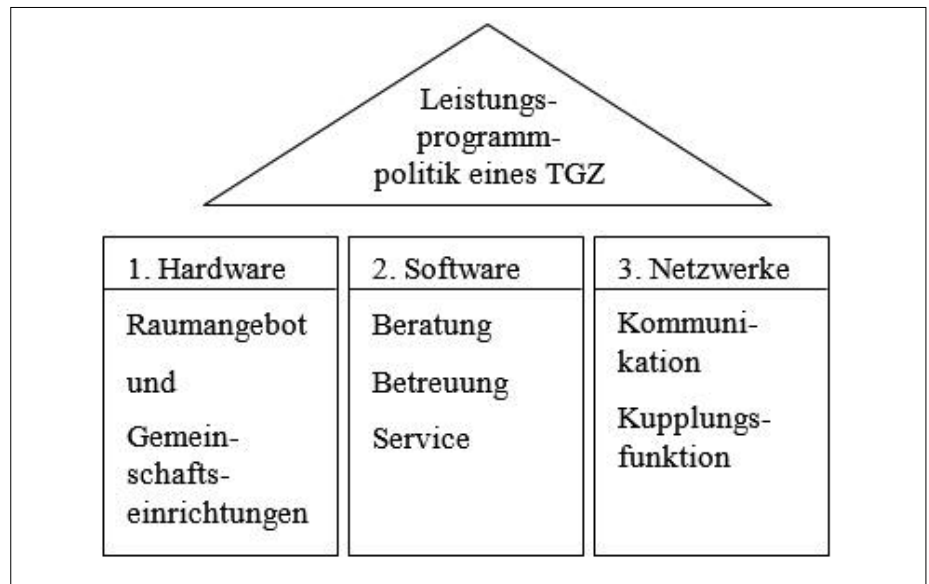 Leistungs-
programm-
politik eines TGZ
1. Hardware
Raumangebot
und
Gemein-
schafts-
einrichtungen
2. Software
Beratung
Betreuung
Service
3. Netzwerke
Kommuni-
kation
Kupplungs-
funktion